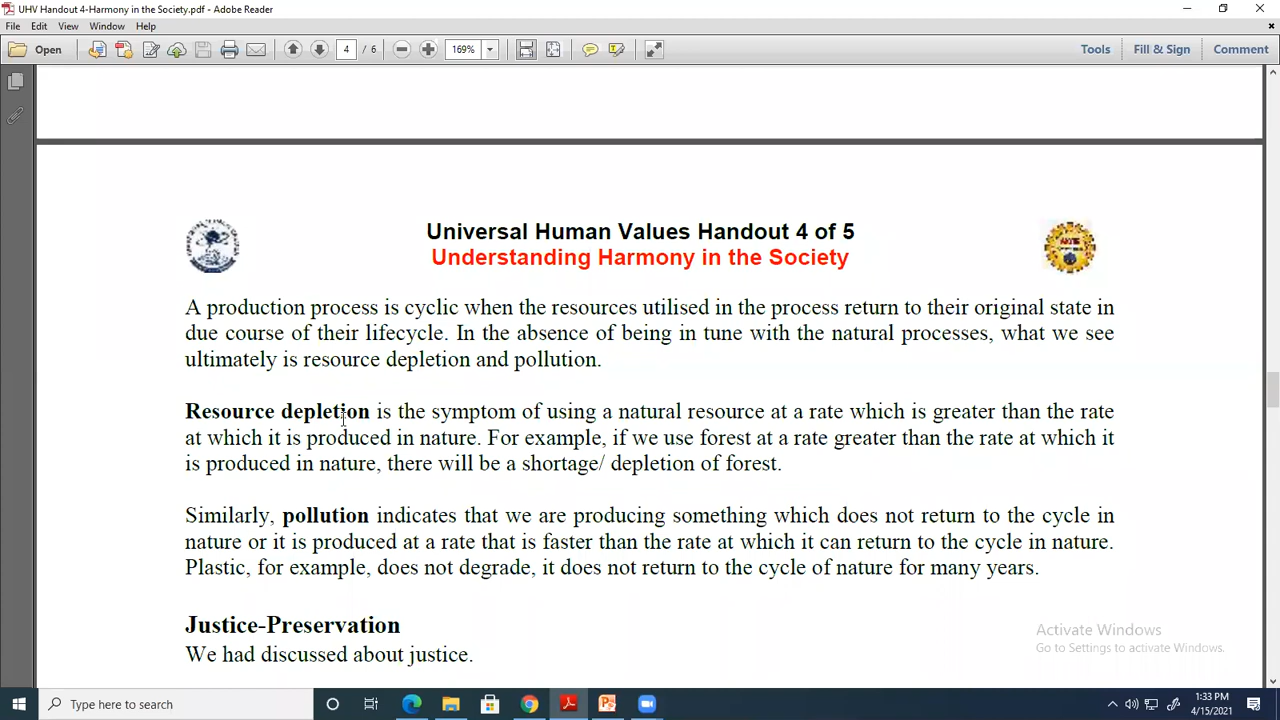 UHV Handout 4-Harmony in the Society.pdf - Adobe Reader
File Edit View Window Help
Open 4 / 6 169% Tools Fill & Sign Comment
Universal Human Values Handout 4 of 5
Understanding Harmony in the Society
A production process is cyclic when the resources utilised in the process return to their original state in
due course of their lifecycle. In the absence of being in tune with the natural processes, what we see
ultimately is resource depletion and pollution.
Resource depletion is the symptom of using a natural resource at a rate which is greater than the rate
at which it is produced in nature. For example, if we use forest at a rate greater than the rate at which it
is produced in nature, there will be a shortage/ depletion of forest.
Similarly, pollution indicates that we are producing something which does not return to the cycle in
nature or it is produced at a rate that is faster than the rate at which it can return to the cycle in nature.
Plastic, for example, does not degrade, it does not return to the cycle of nature for many years.
Justice-Preservation
We had discussed about justice.
Activate Windows
Go to Settings to activate Windows.
Type here to search
1:33 PM
4/15/2021